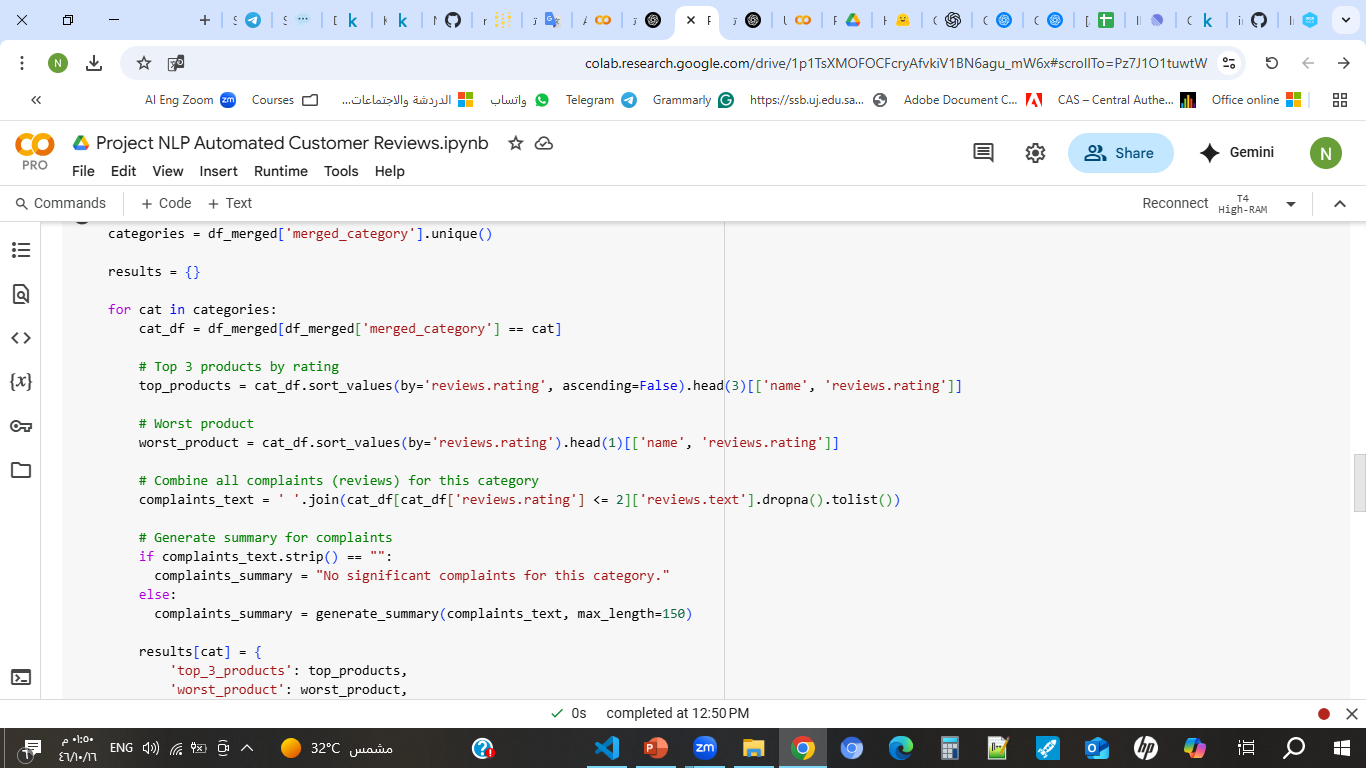 colab.research.google.com/drive/1p1TsXMOFOCFcryAfvkiV1BN6agu_mW6x#scrollTo=Pz7J1O1tuwtW
N
AI Eng Zoom
Courses
الدردشة والاجتماعات...
واتساب
Telegram
Grammarly
https://ssb.uj.edu.sa...
Adobe Document C...
CAS – Central Authe...
Office online
PRO
Project NLP Automated Customer Reviews.ipynb
File Edit View Insert Runtime Tools Help
Share
Gemini
N
Commands
+ Code + Text
Reconnect
T4
High-RAM
categories = df_merged['merged_category'].unique()
results = {}
for cat in categories:
cat_df = df_merged[df_merged['merged_category'] == cat]
# Top 3 products by rating
top_products = cat_df.sort_values(by='reviews.rating', ascending=False).head(3)[['name', 'reviews.rating']]
# Worst product
worst_product = cat_df.sort_values(by='reviews.rating').head(1)[['name', 'reviews.rating']]
# Combine all complaints (reviews) for this category
complaints_text = ' '.join(cat_df[cat_df['reviews.rating'] <= 2]['reviews.text'].dropna().tolist())
# Generate summary for complaints
if complaints_text.strip() == "":
complaints_summary = "No significant complaints for this category."
else:
complaints_summary = generate_summary(complaints_text, max_length=150)
results[cat] = {
'top_3_products': top_products,
'worst_product': worst_product,
0s completed at 12:50 PM
٠١:٥٠ م
٤٦/١٠/١٦
ENG
32°C مشمس
zm
hp